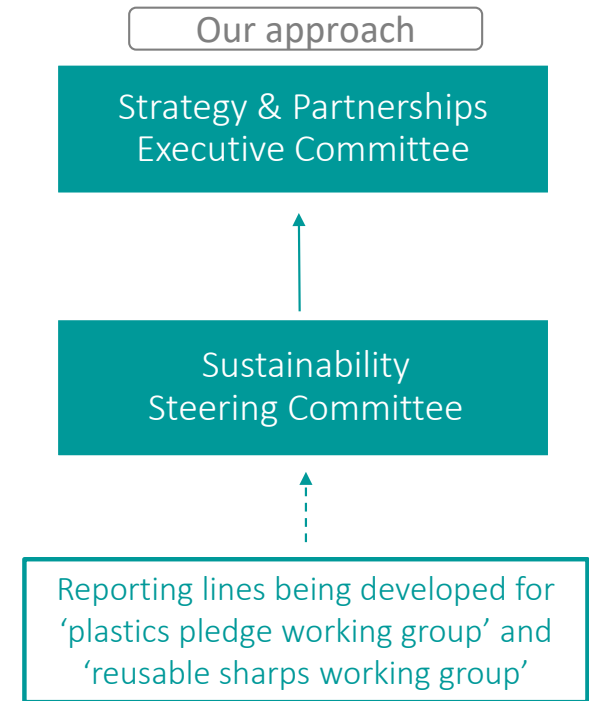 Our approach
Strategy & Partnerships
Executive Committee
Sustainability
Steering Committee
Reporting lines being developed for
‘plastics pledge working group’ and
‘reusable sharps working group’